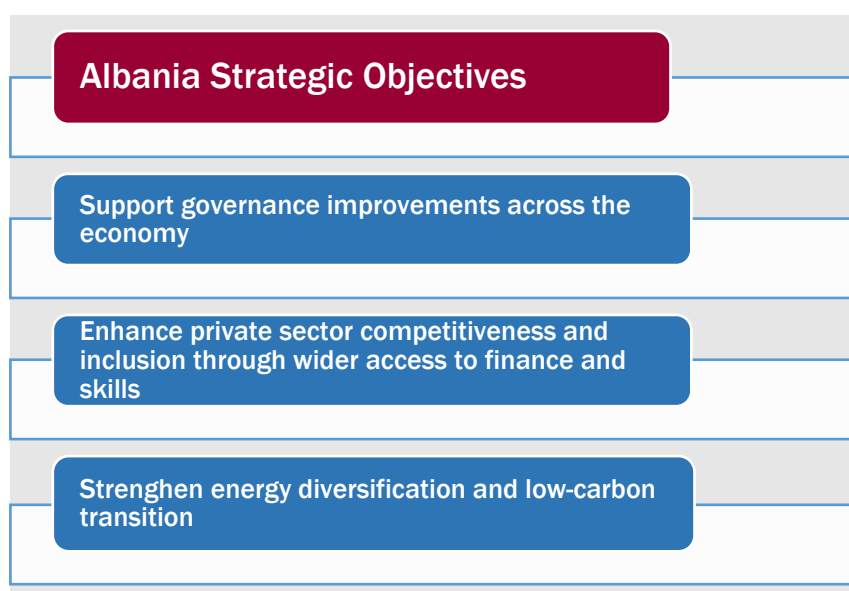 Albania Strategic Objectives
Support governance improvements across the
economy
Enhance private sector competitiveness and
inclusion through wider access to finance and
skills
Strenghen energy diversification and low-carbon
transition